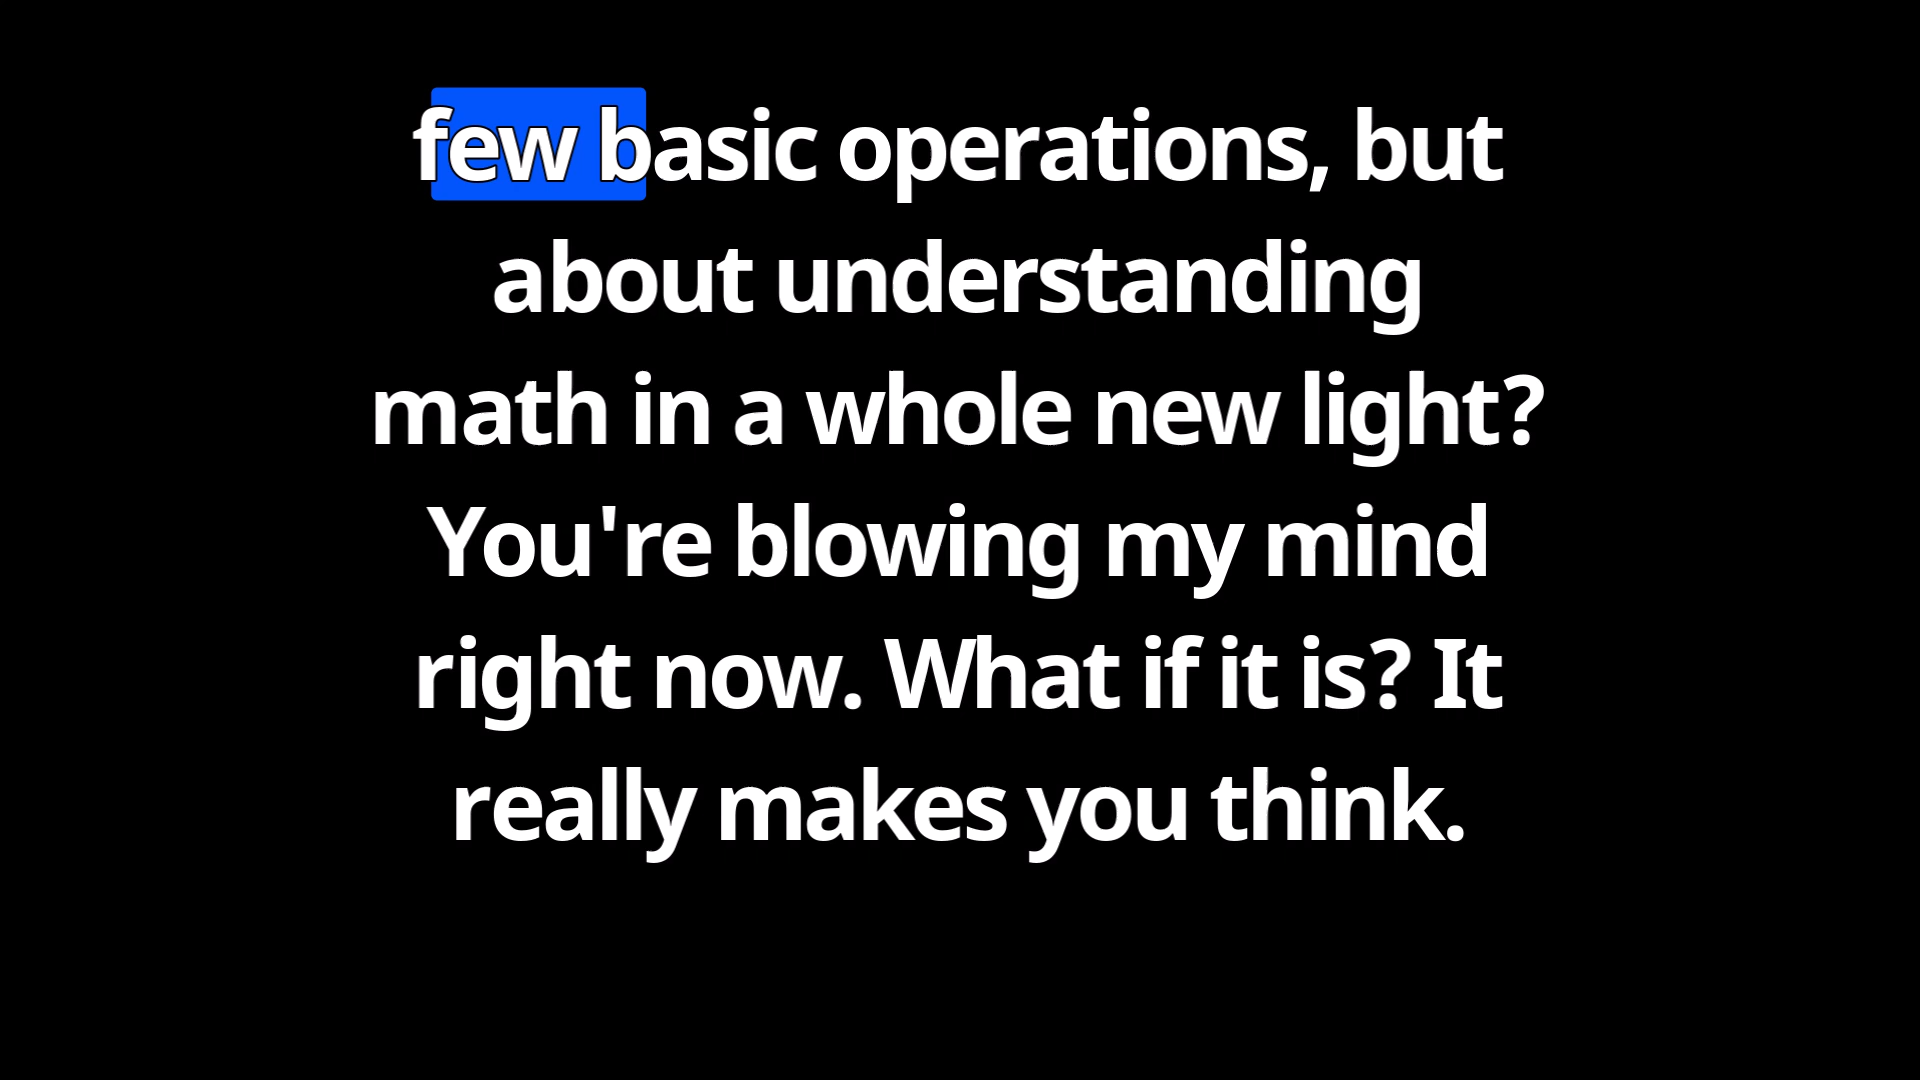 few basic operations, but
about understanding
math in a whole new light?
You're blowing my mind
right now. What if it is? It
really makes you think.